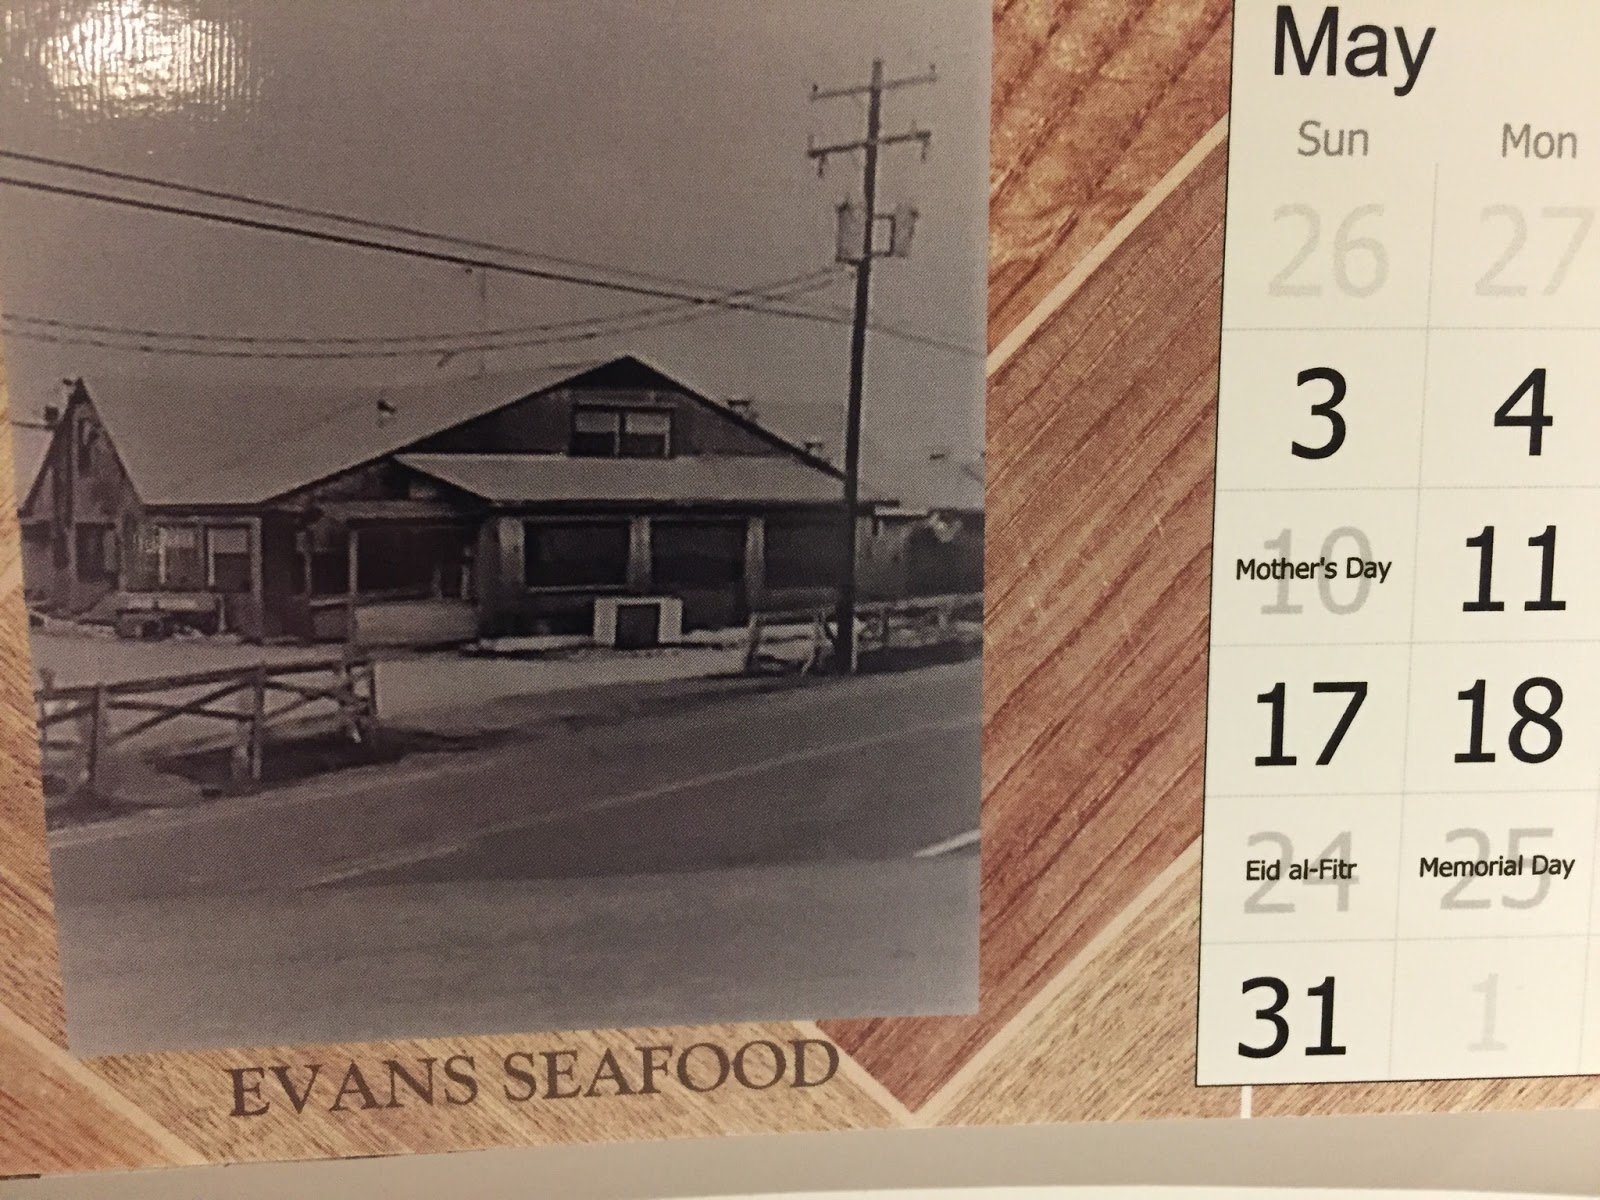 May
Sun Mon
26 27
3 4
10 Mother's Day 11
17 18
24 Eid al-Fitr 25 Memorial Day
31 1
EVANS SEAFOOD